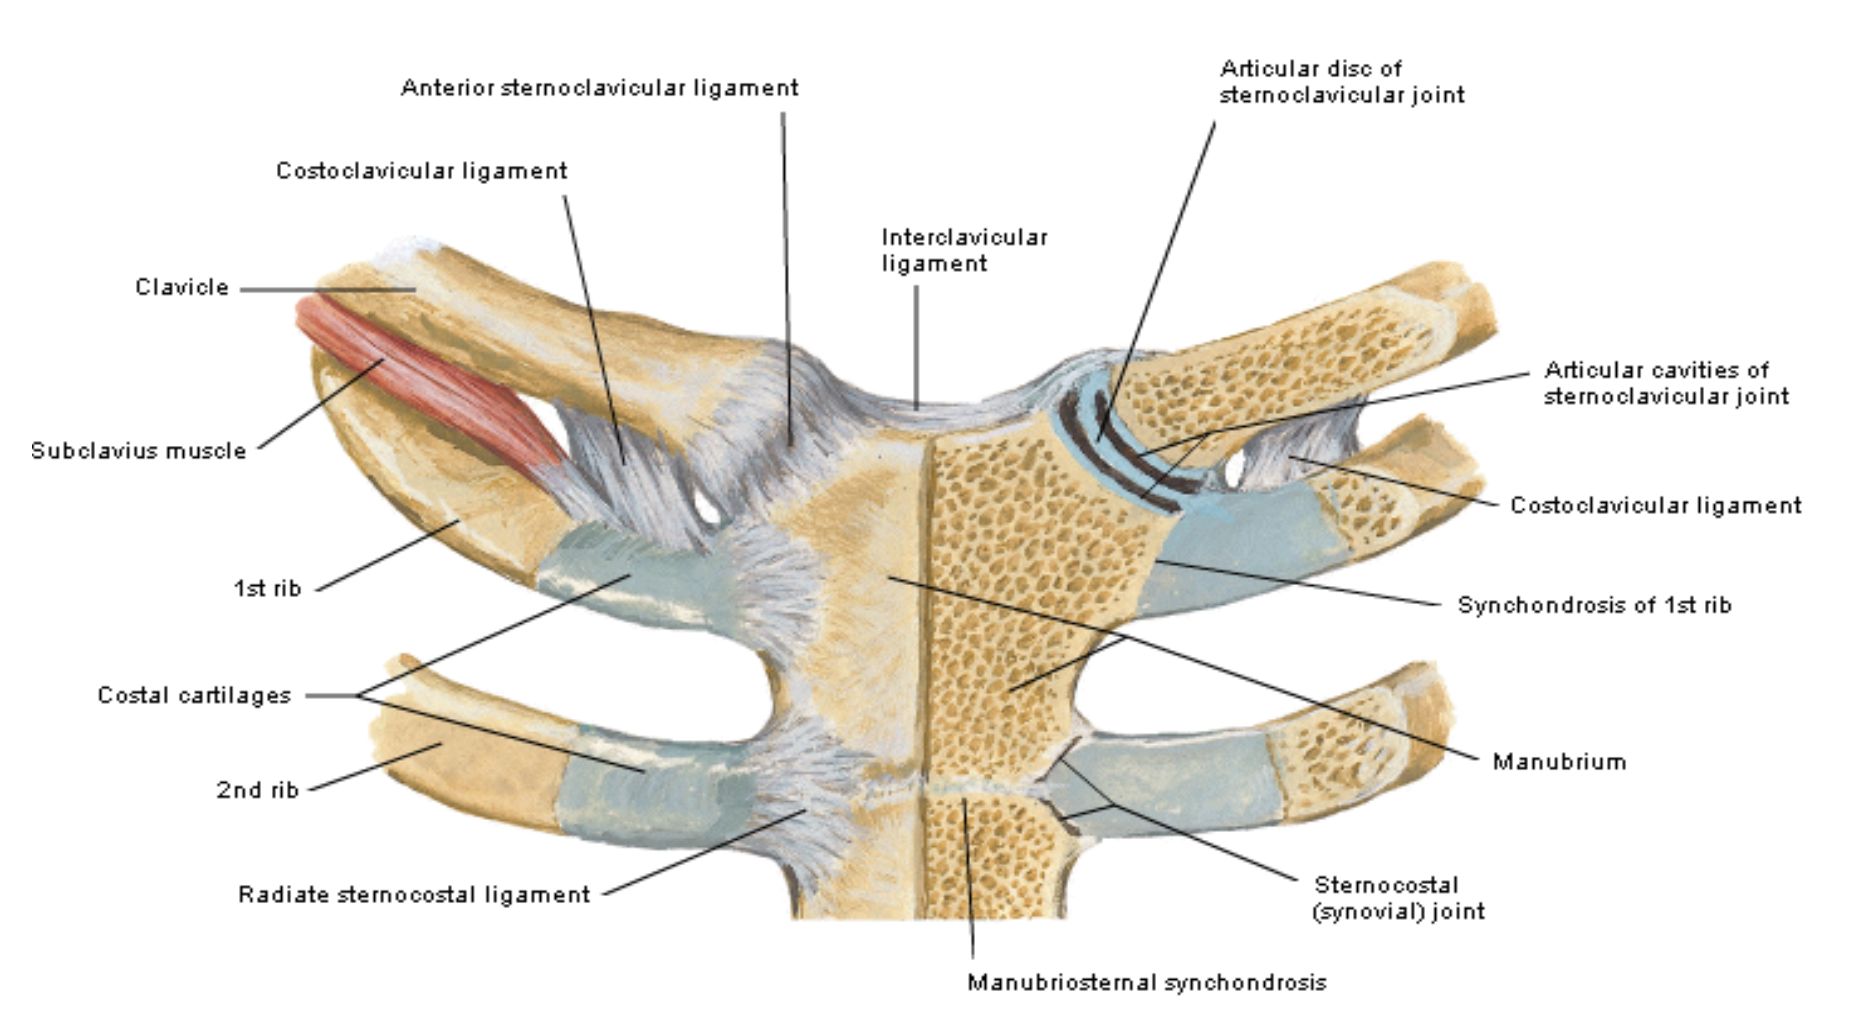 Articular disc of
sternoclavicular joint
Anterior sternoclavicular ligament
Costoclavicular ligament
Interclavicular
ligament
Clavicle
Articular cavities of
sternoclavicular joint
Subclavius muscle
Costoclavicular ligament
1st rib
Synchondrosis of 1st rib
Costal cartilages
Manubrium
2nd rib
Radiate sternocostal ligament
Sternocostal
(synovial) joint
Manubriosternal synchondrosis